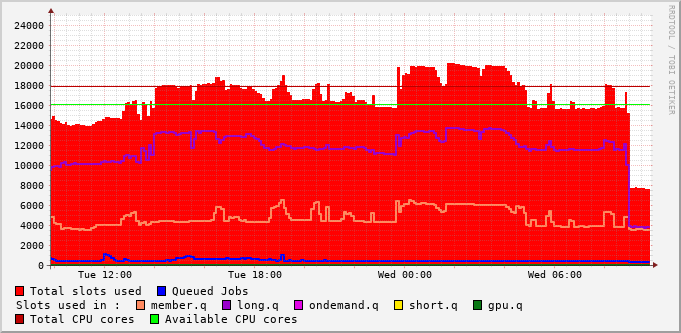 24000
22000
20000
18000
16000
14000
12000
10000
8000
6000
4000
2000
0
Tue 12:00 Tue 18:00 Wed 00:00 Wed 06:00
RRDTOOL / TOBI OETIKER
Total slots used Queued Jobs
Slots used in : member.q long.q ondemand.q short.q gpu.q
Total CPU cores Available CPU cores